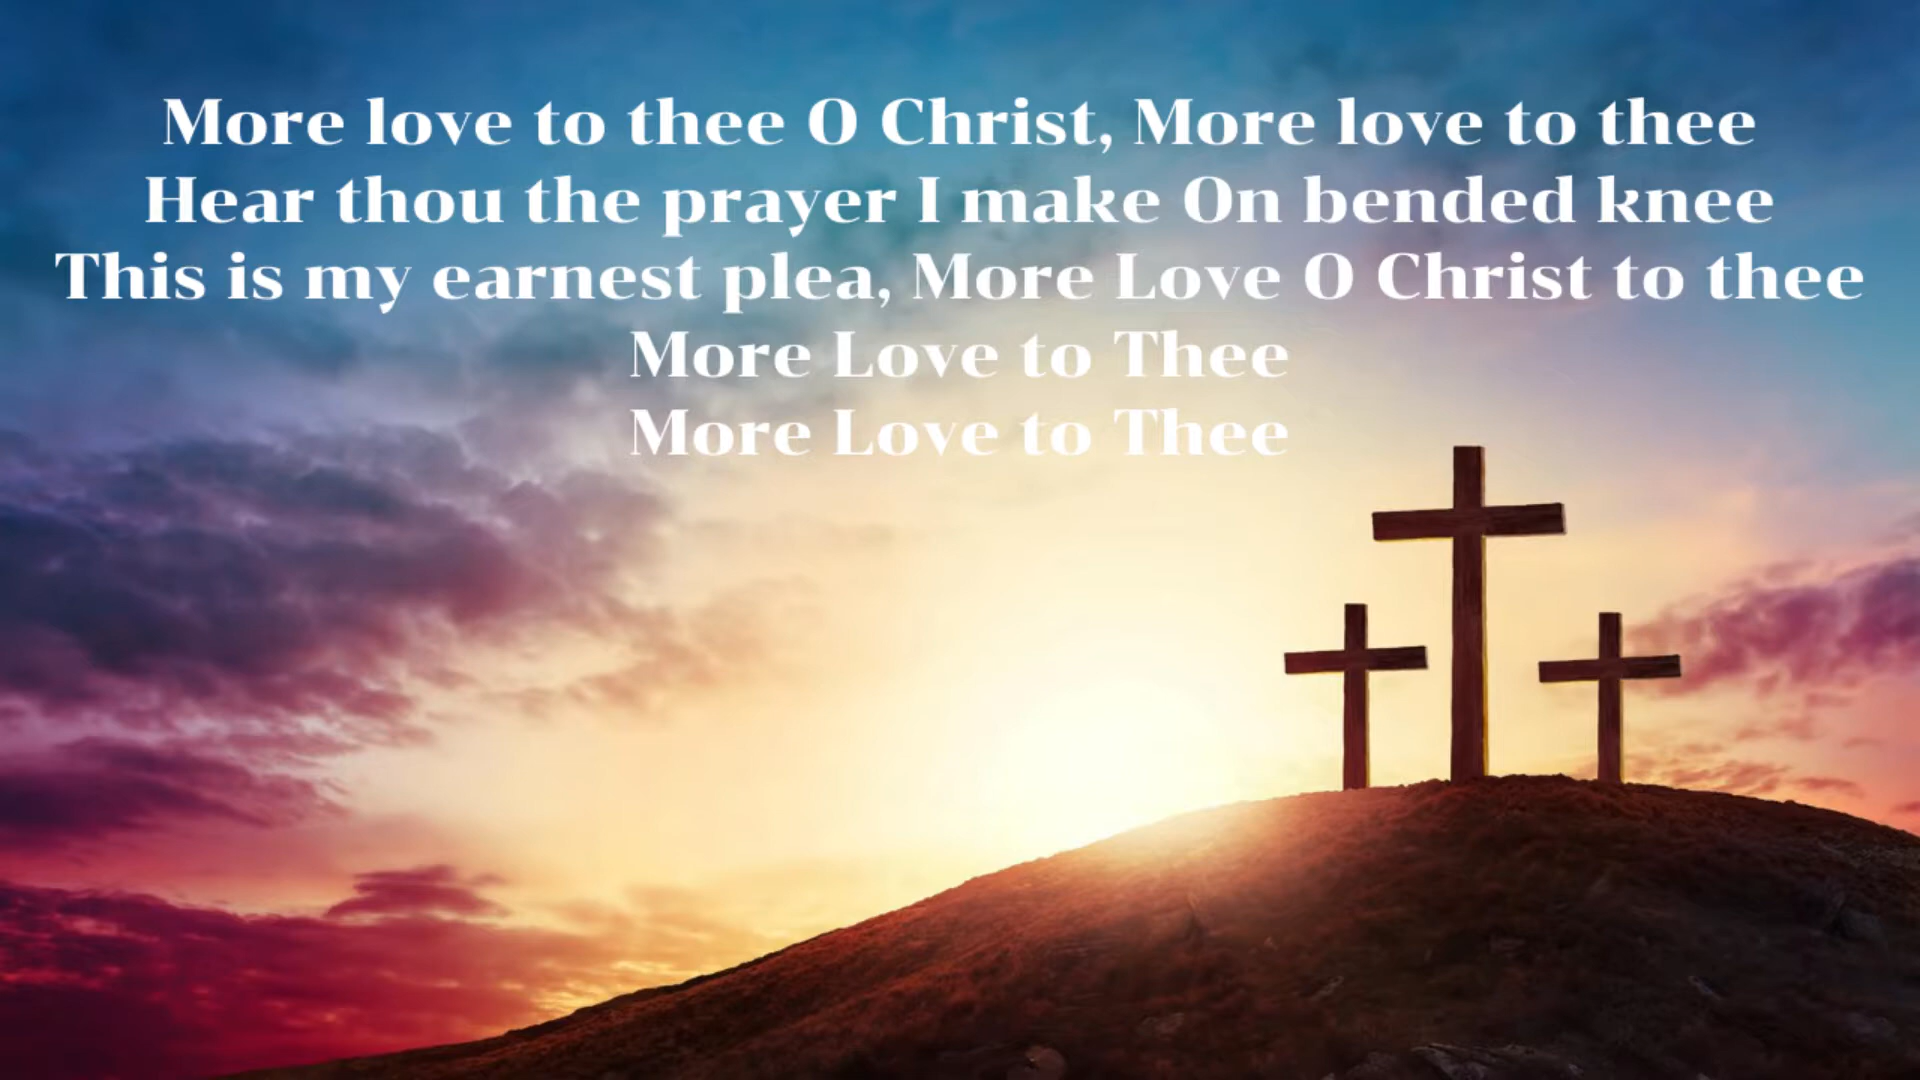 More love to thee O Christ, More love to thee
Hear thou the prayer I make On bended knee
This is my earnest plea, More Love O Christ to thee
More Love to Thee
More Love to Thee